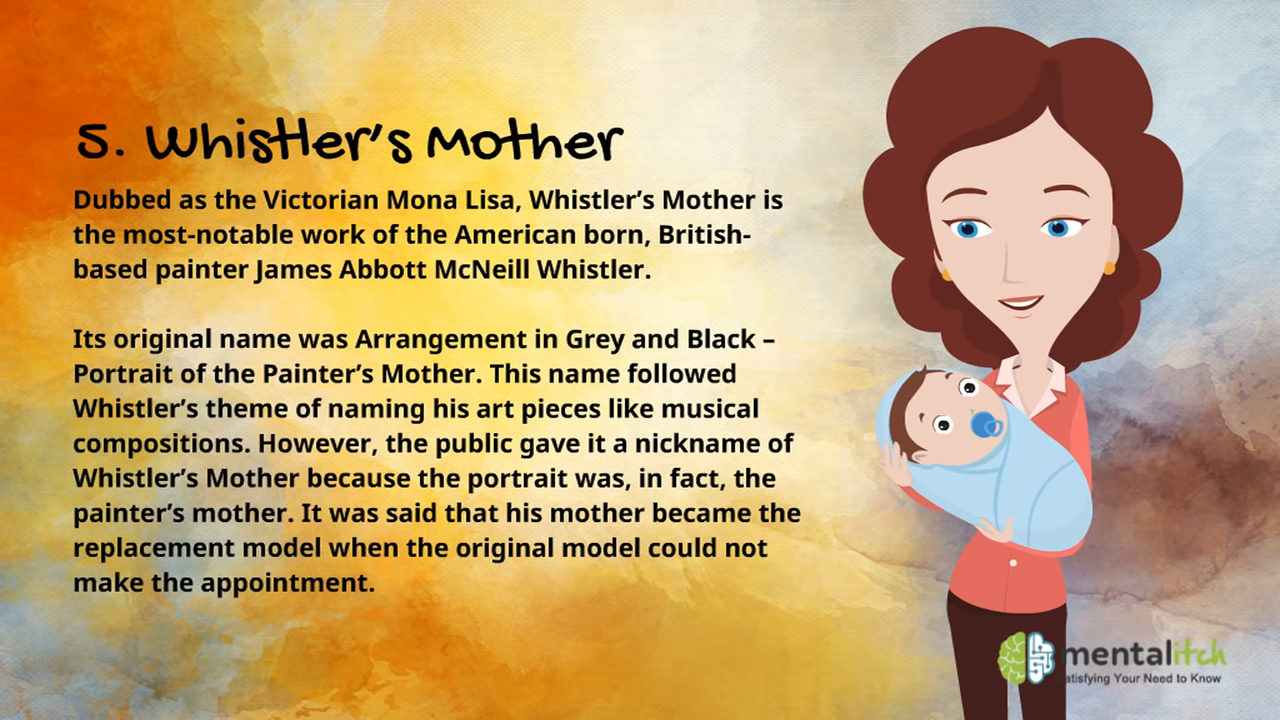 5. Whistler's Mother
Dubbed as the Victorian Mona Lisa, Whistler’s Mother is
the most-notable work of the American born, British-
based painter James Abbott McNeill Whistler.
Its original name was Arrangement in Grey and Black –
Portrait of the Painter’s Mother. This name followed
Whistler’s theme of naming his art pieces like musical
compositions. However, the public gave it a nickname of
Whistler’s Mother because the portrait was, in fact, the
painter’s mother. It was said that his mother became the
replacement model when the original model could not
make the appointment.
mentalitch
atisfying Your Need to Know